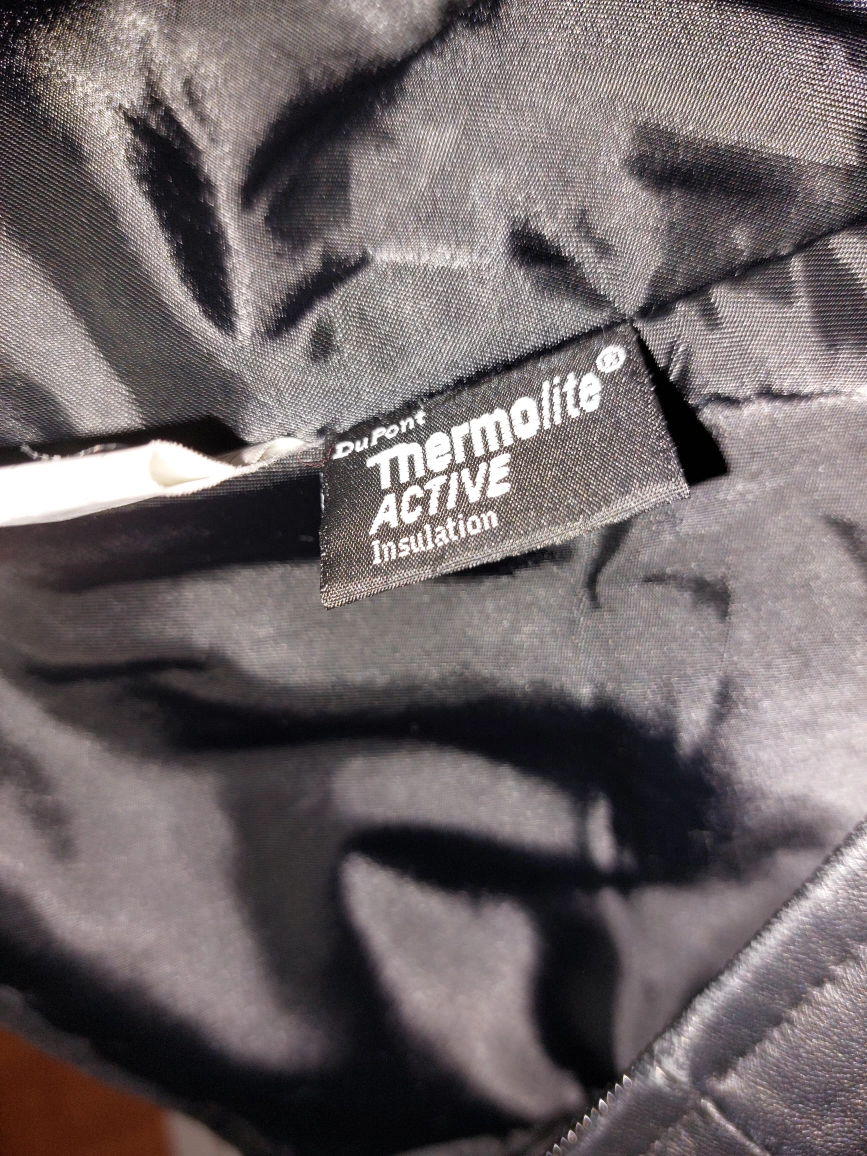 DuPont
Thermolite®
ACTIVE
Insulation